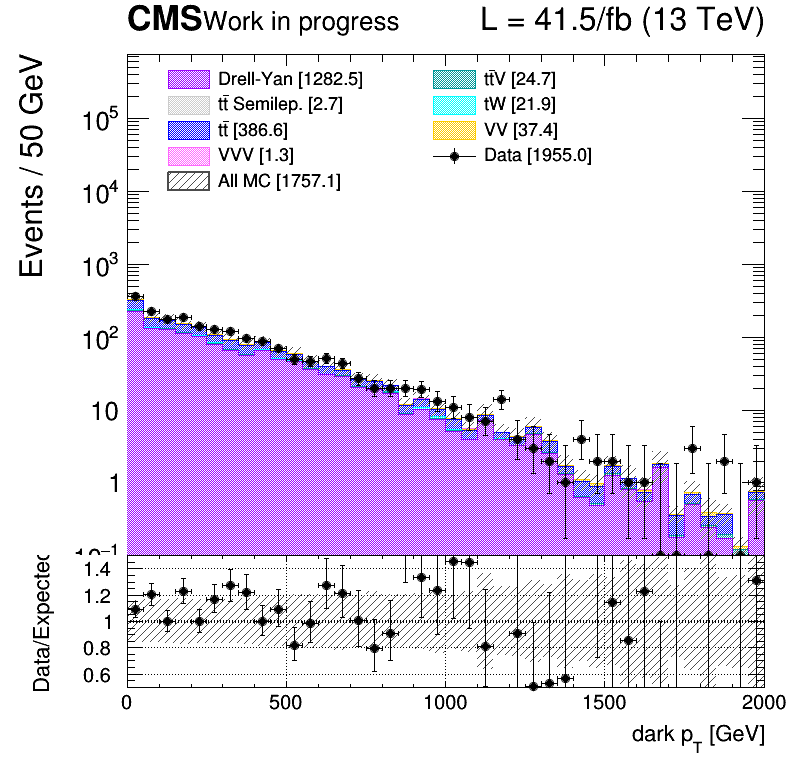 CMS Work in progress L = 41.5/fb (13 TeV)
Events / 50 GeV
Drell-Yan [1282.5]
tt̄ Semilep. [2.7]
tt̄ [386.6]
VVV [1.3]
All MC [1757.1]
tt̄V [24.7]
tW [21.9]
VV [37.4]
Data [1955.0]
10⁵
10⁴
10³
10²
10
1
10⁻¹
Data/Expected
1.4
1.2
1
0.8
0.6
0 500 1000 1500 2000
dark p_T [GeV]